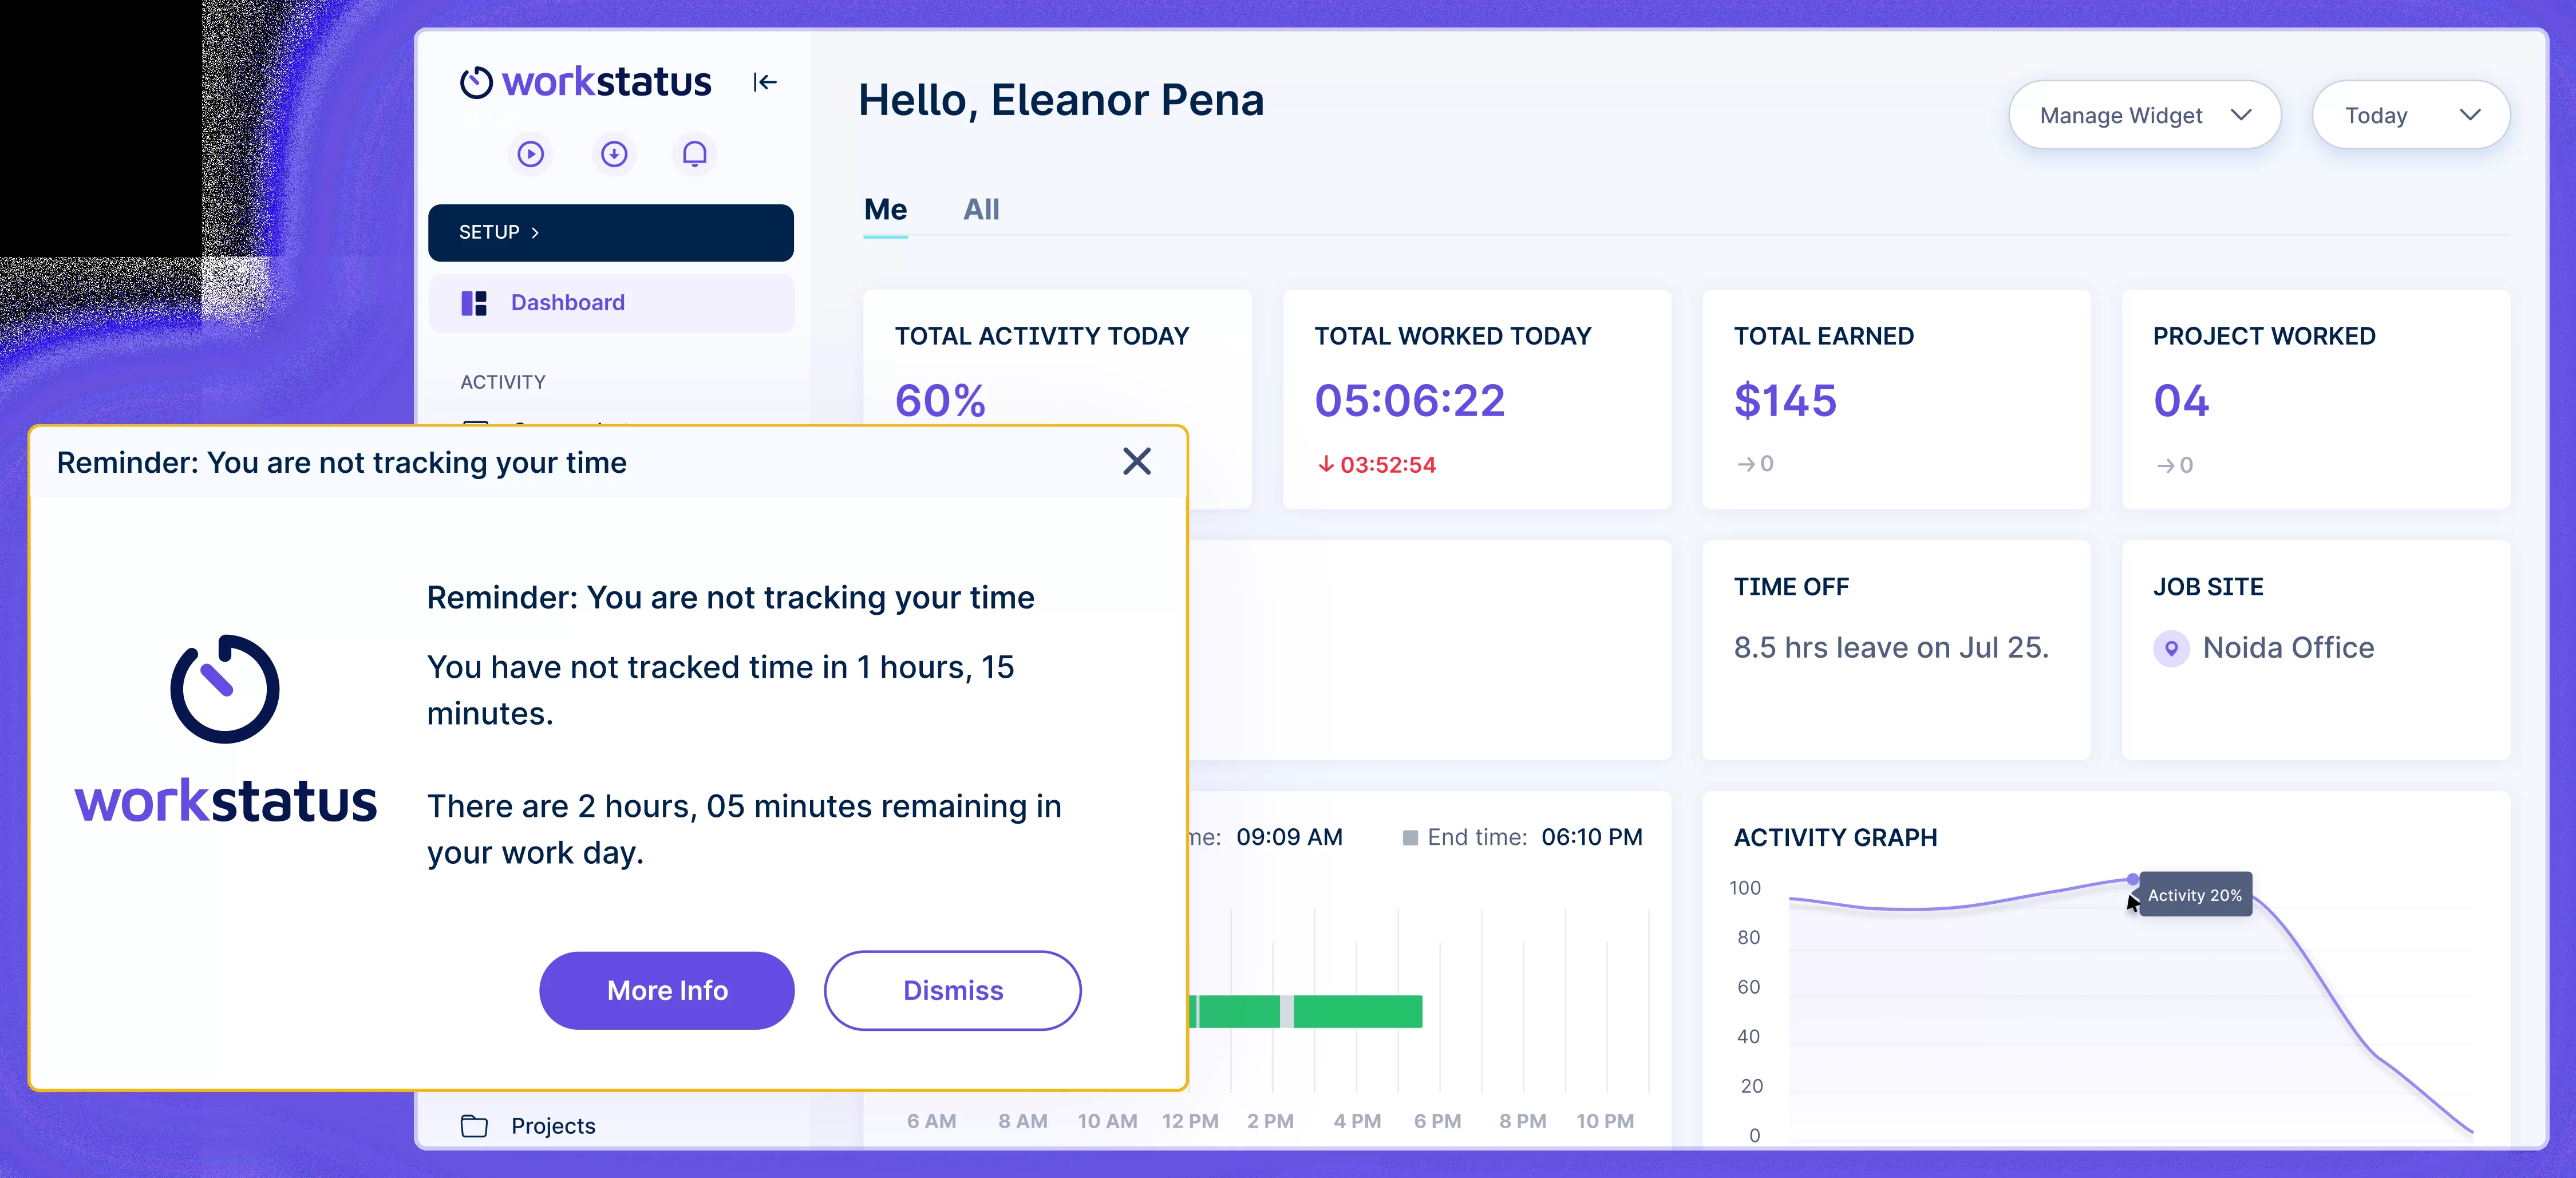 workstatus
SETUP >
Dashboard
ACTIVITY
Projects
Hello, Eleanor Pena
Manage Widget
Today
Me
All
TOTAL ACTIVITY TODAY
60%
TOTAL WORKED TODAY
05:06:22
↓ 03:52:54
TOTAL EARNED
$145
→ 0
PROJECT WORKED
04
→ 0
TIME OFF
8.5 hrs leave on Jul 25.
JOB SITE
Noida Office
me: 09:09 AM
End time: 06:10 PM
6 AM 8 AM 10 AM 12 PM 2 PM 4 PM 6 PM 8 PM 10 PM
ACTIVITY GRAPH
100
80
60
40
20
0
Activity 20%
Reminder: You are not tracking your time
workstatus
Reminder: You are not tracking your time
You have not tracked time in 1 hours, 15
minutes.
There are 2 hours, 05 minutes remaining in
your work day.
More Info
Dismiss